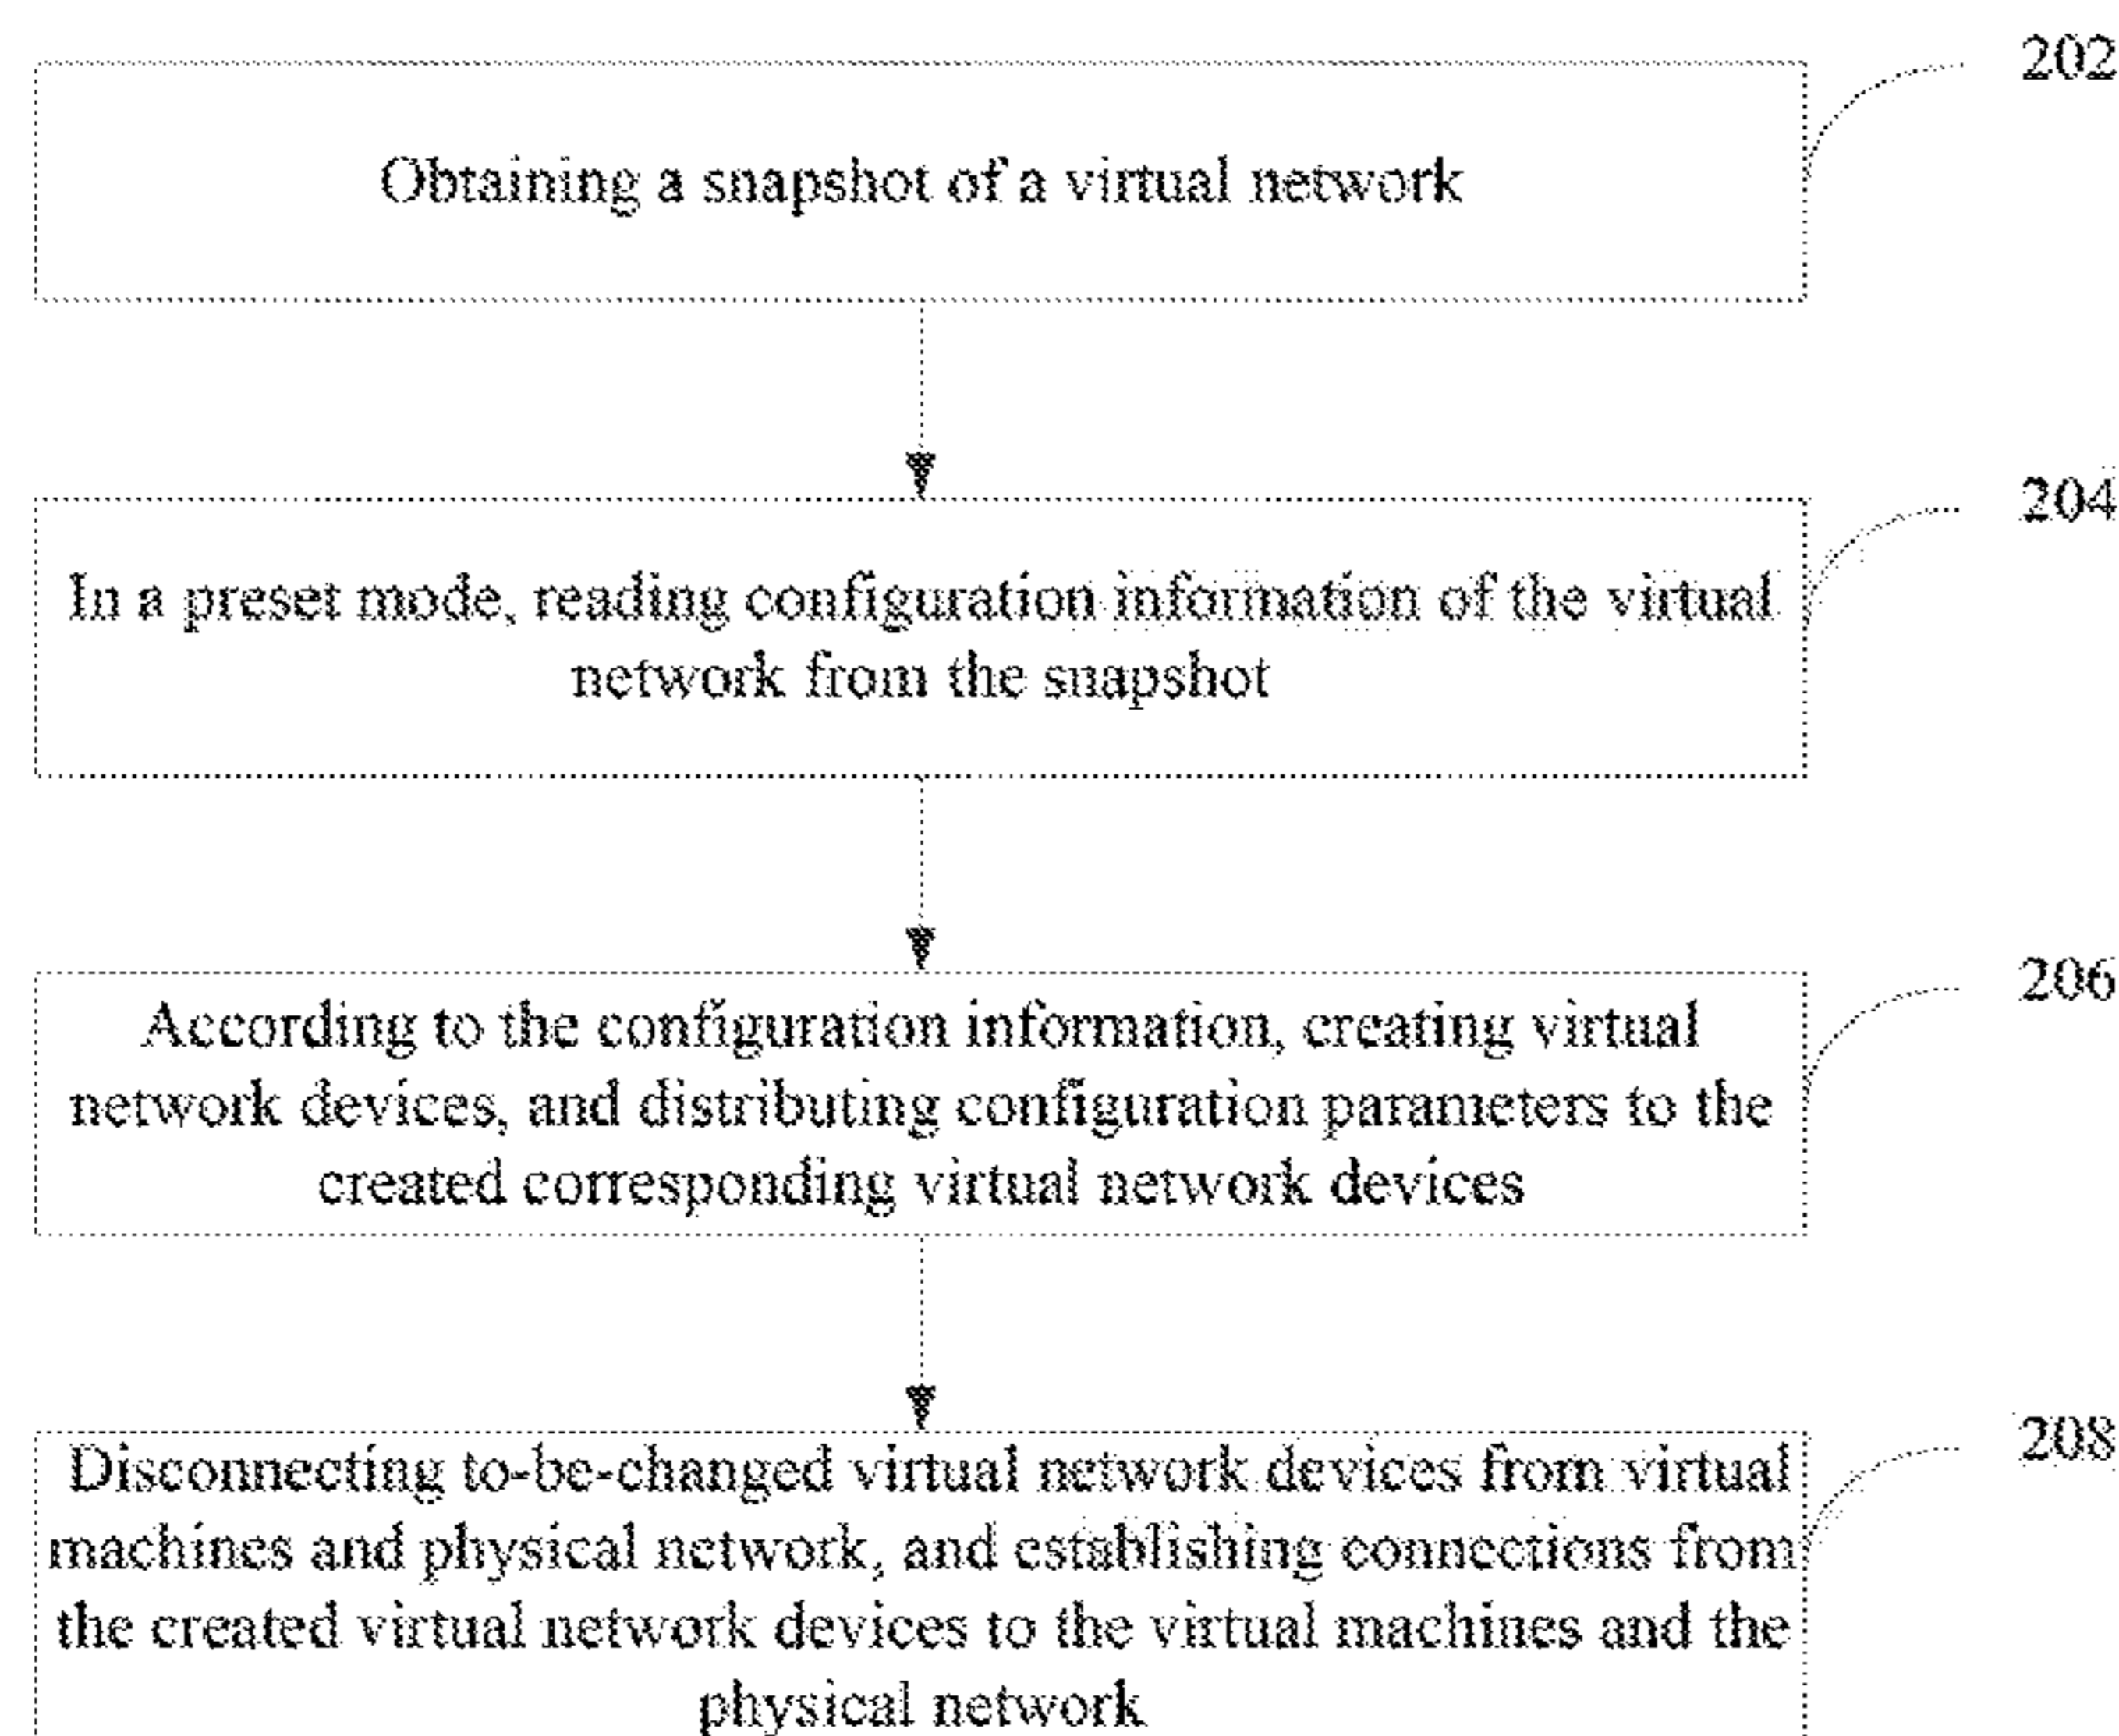 202
Obtaining a snapshot of a virtual network
204
In a preset mode, reading configuration information of the virtual
network from the snapshot
206
According to the configuration information, creating virtual
network devices, and distributing configuration parameters to the
created corresponding virtual network devices
208
Disconnecting to-be-changed virtual network devices from virtual
machines and physical network, and establishing connections from
the created virtual network devices to the virtual machines and the
physical network